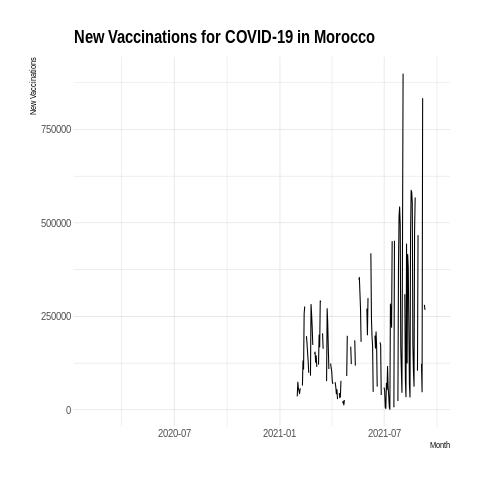 New Vaccinations for COVID-19 in Morocco
New Vaccinations
750000
500000
250000
0
2020-07
2021-01
2021-07
Month